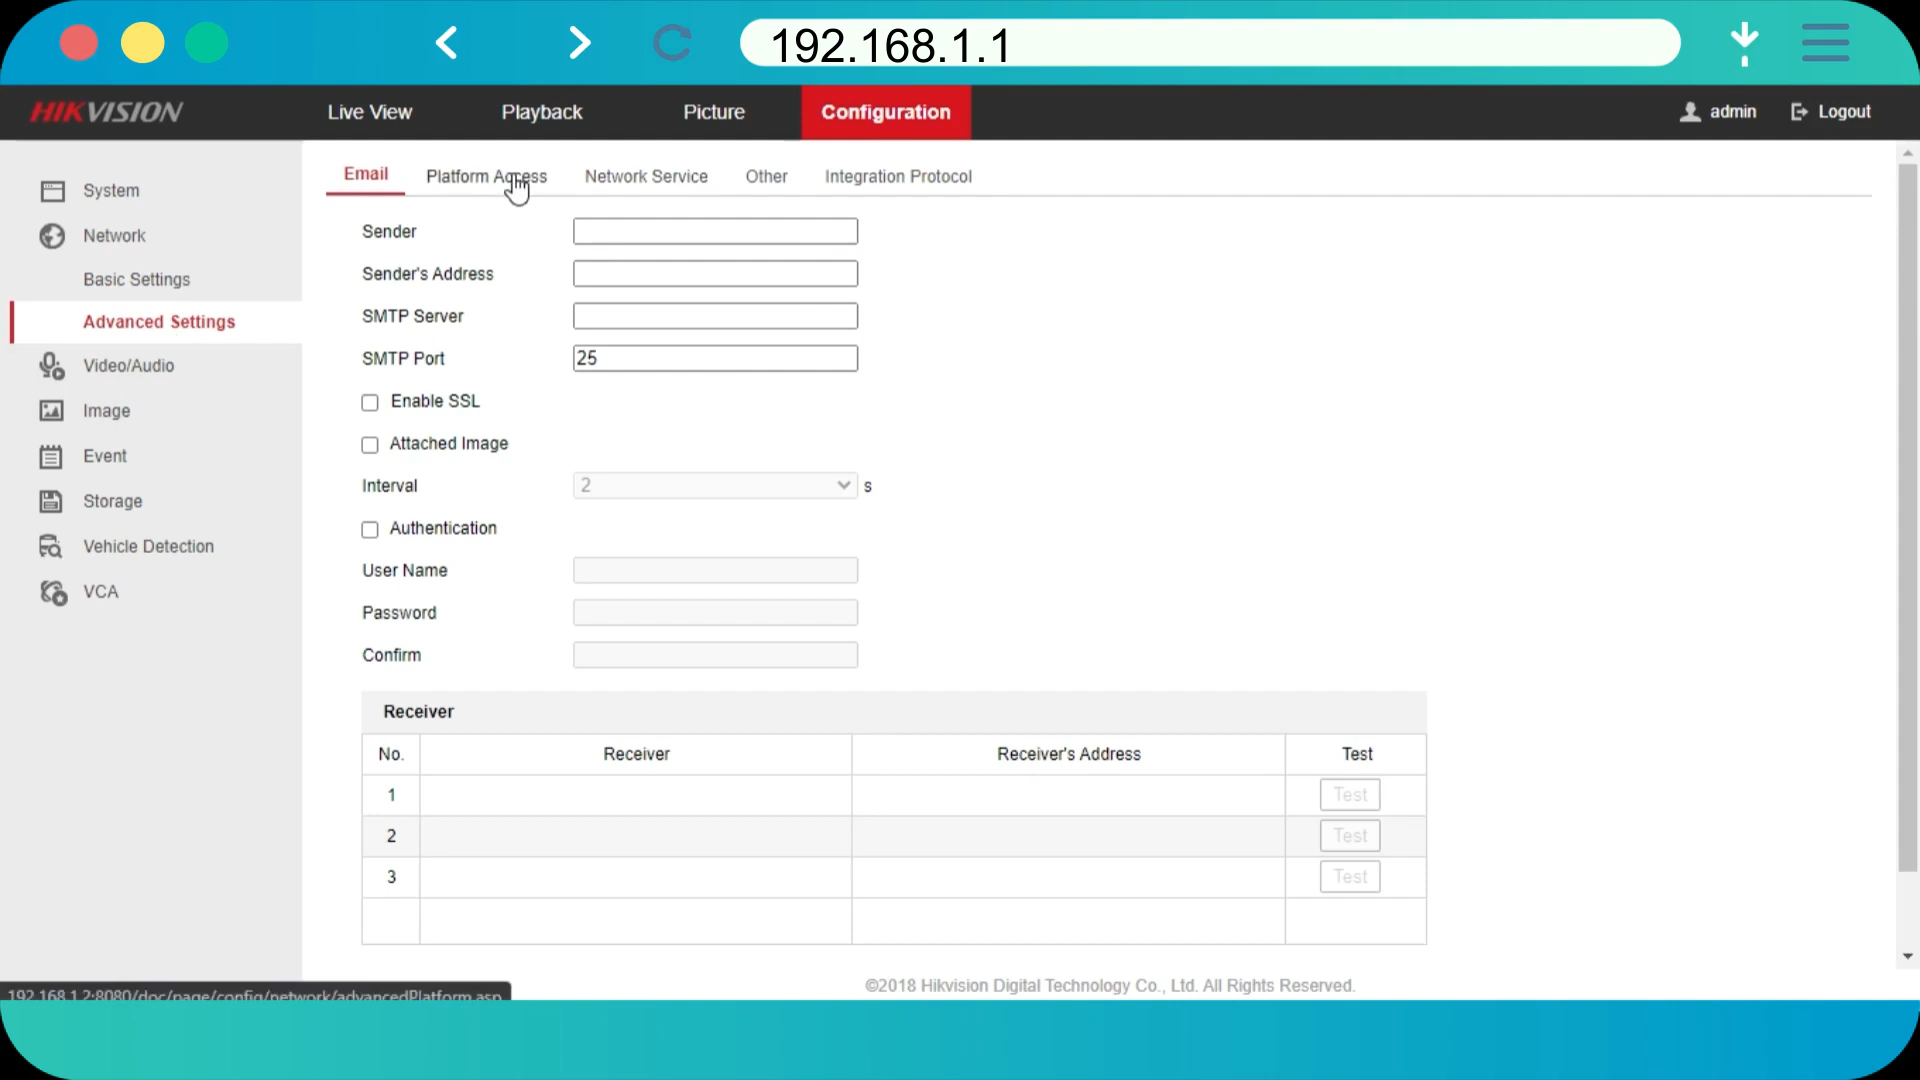 192.168.1.1
HIKVISION Live View Playback Picture Configuration admin Logout
Email Platform Access Network Service Other Integration Protocol
System
Network
Basic Settings
Advanced Settings
Video/Audio
Image
Event
Storage
Vehicle Detection
VCA
Sender
Sender's Address
SMTP Server
SMTP Port 25
Enable SSL
Attached Image
Interval 2 s
Authentication
User Name
Password
Confirm
Receiver
No. Receiver Receiver's Address Test
1 Test
2 Test
3 Test
©2018 Hikvision Digital Technology Co., Ltd. All Rights Reserved.
192.168.1.2:8080/doc/page/config/network/advancedPlatform.asp